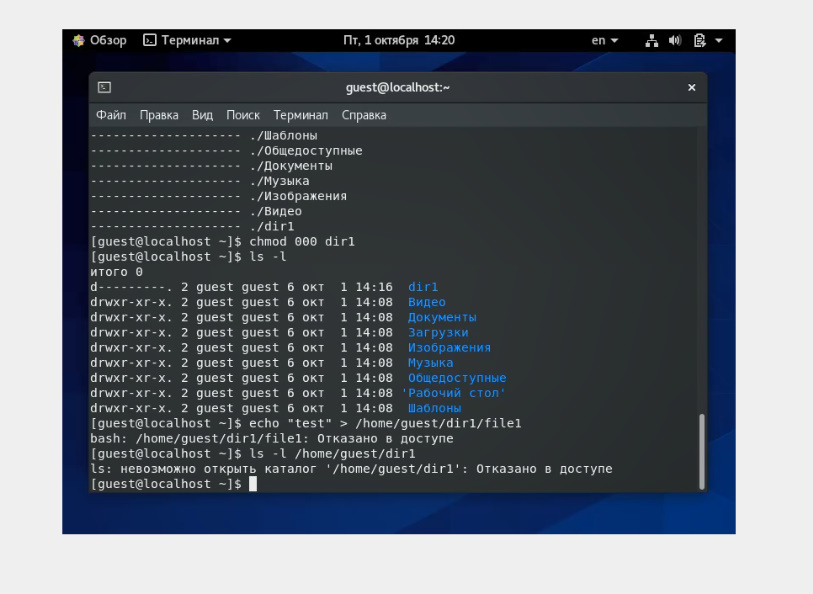 Обзор Терминал Пт, 1 октября 14:20 en
guest@localhost:~ ×
Файл Правка Вид Поиск Терминал Справка
-------------------- ./Шаблоны
-------------------- ./Общедоступные
-------------------- ./Документы
-------------------- ./Музыка
-------------------- ./Изображения
-------------------- ./Видео
-------------------- ./dir1
[guest@localhost ~]$ chmod 000 dir1
[guest@localhost ~]$ ls -l
итого 0
d---------. 2 guest guest 6 окт  1 14:16  dir1
drwxr-xr-x. 2 guest guest 6 окт  1 14:08  Видео
drwxr-xr-x. 2 guest guest 6 окт  1 14:08  Документы
drwxr-xr-x. 2 guest guest 6 окт  1 14:08  Загрузки
drwxr-xr-x. 2 guest guest 6 окт  1 14:08  Изображения
drwxr-xr-x. 2 guest guest 6 окт  1 14:08  Музыка
drwxr-xr-x. 2 guest guest 6 окт  1 14:08  Общедоступные
drwxr-xr-x. 2 guest guest 6 окт  1 14:08 'Рабочий стол'
drwxr-xr-x. 2 guest guest 6 окт  1 14:08  Шаблоны
[guest@localhost ~]$ echo "test" > /home/guest/dir1/file1
bash: /home/guest/dir1/file1: Отказано в доступе
[guest@localhost ~]$ ls -l /home/guest/dir1
ls: невозможно открыть каталог '/home/guest/dir1': Отказано в доступе
[guest@localhost ~]$